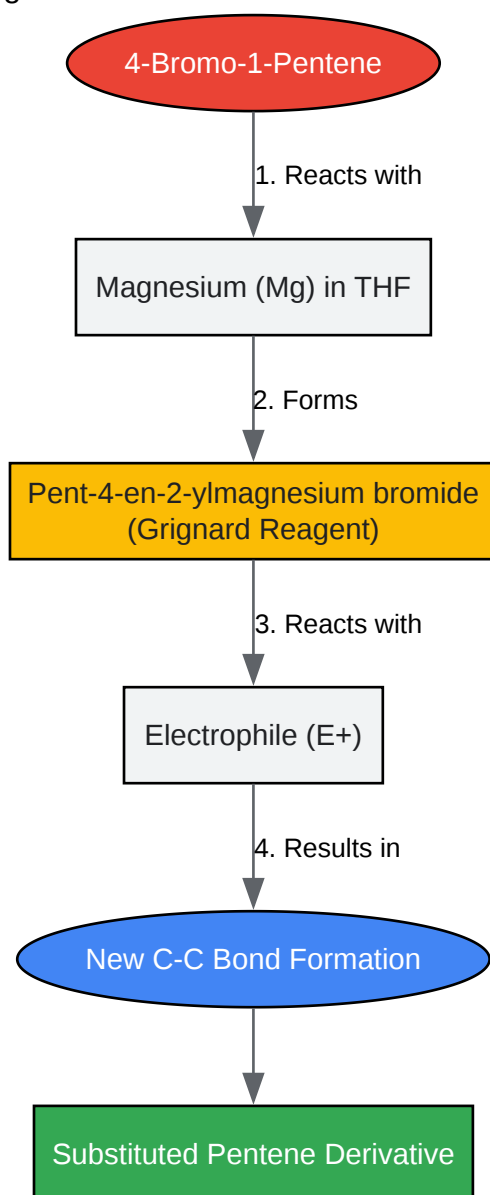 4-Bromo-1-Pentene
1. Reacts with
Magnesium (Mg) in THF
2. Forms
Pent-4-en-2-ylmagnesium bromide
(Grignard Reagent)
3. Reacts with
Electrophile (E+)
4. Results in
New C-C Bond Formation
Substituted Pentene Derivative